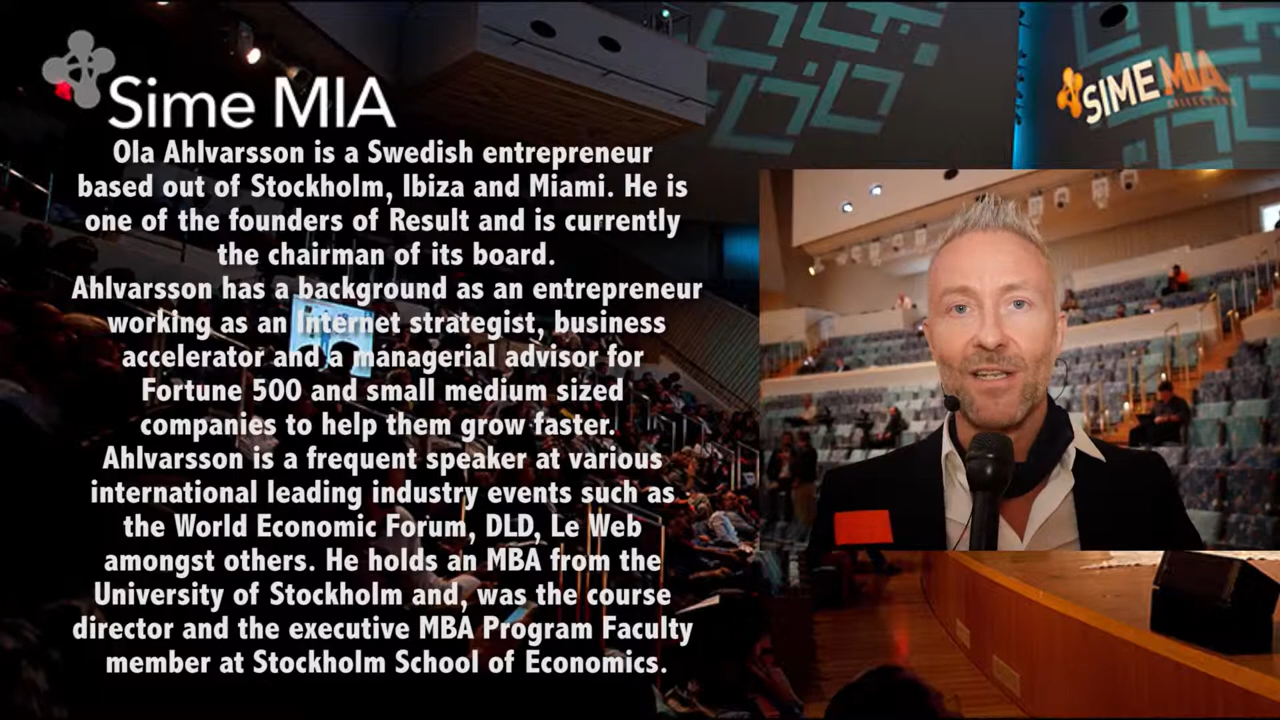 Sime MIA
SIME MIA
COLLECTIVE
Ola Ahlvarsson is a Swedish entrepreneur
based out of Stockholm, Ibiza and Miami. He is
one of the founders of Result and is currently
the chairman of its board.
Ahlvarsson has a background as an entrepreneur
working as an Internet strategist, business
accelerator and a managerial advisor for
Fortune 500 and small medium sized
companies to help them grow faster.
Ahlvarsson is a frequent speaker at various
international leading industry events such as
the World Economic Forum, DLD, Le Web
amongst others. He holds an MBA from the
University of Stockholm and, was the course
director and the executive MBA Program Faculty
member at Stockholm School of Economics.